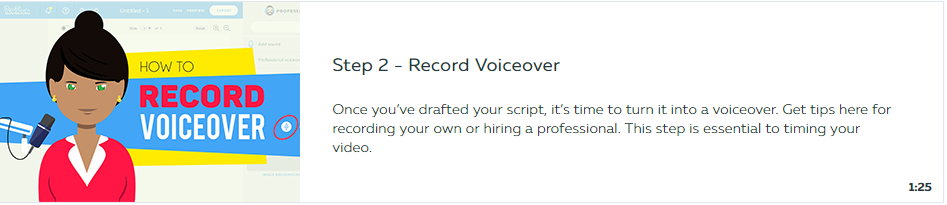 Untitled - 1
HOW TO
RECORD
VOICEOVER
Step 2 - Record Voiceover
Once you've drafted your script, it's time to turn it into a voiceover. Get tips here for
recording your own or hiring a professional. This step is essential to timing your
video.
1:25